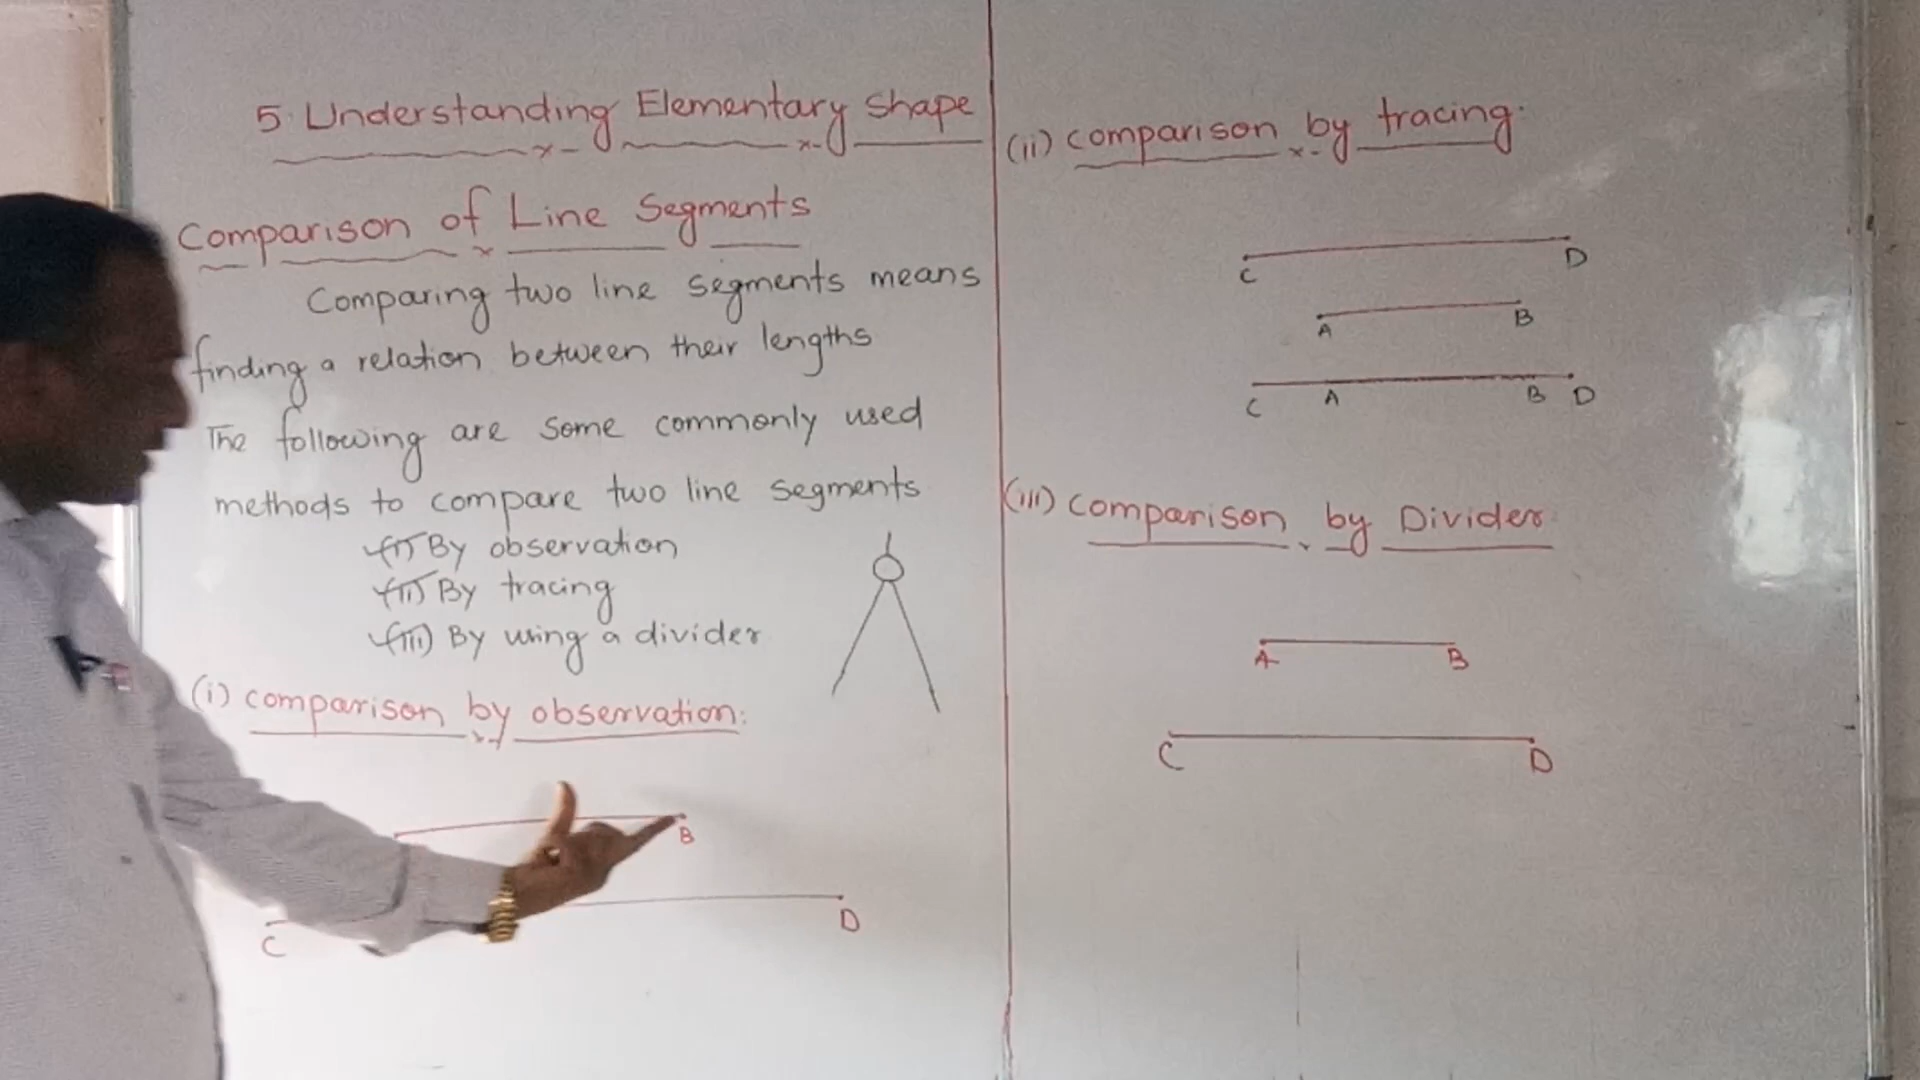 5. Understanding Elementary shape
Comparison of Line Segments
Comparing two line segments means
finding a relation between their lengths
The following are some commonly used
methods to compare two line segments
(i) By observation
(ii) By tracing
(iii) By using a divider
(i) comparison by observation:
B
C D
(ii) comparison by tracing.
C D
A B
C A B D
(iii) comparison by Divider.
A B
C D